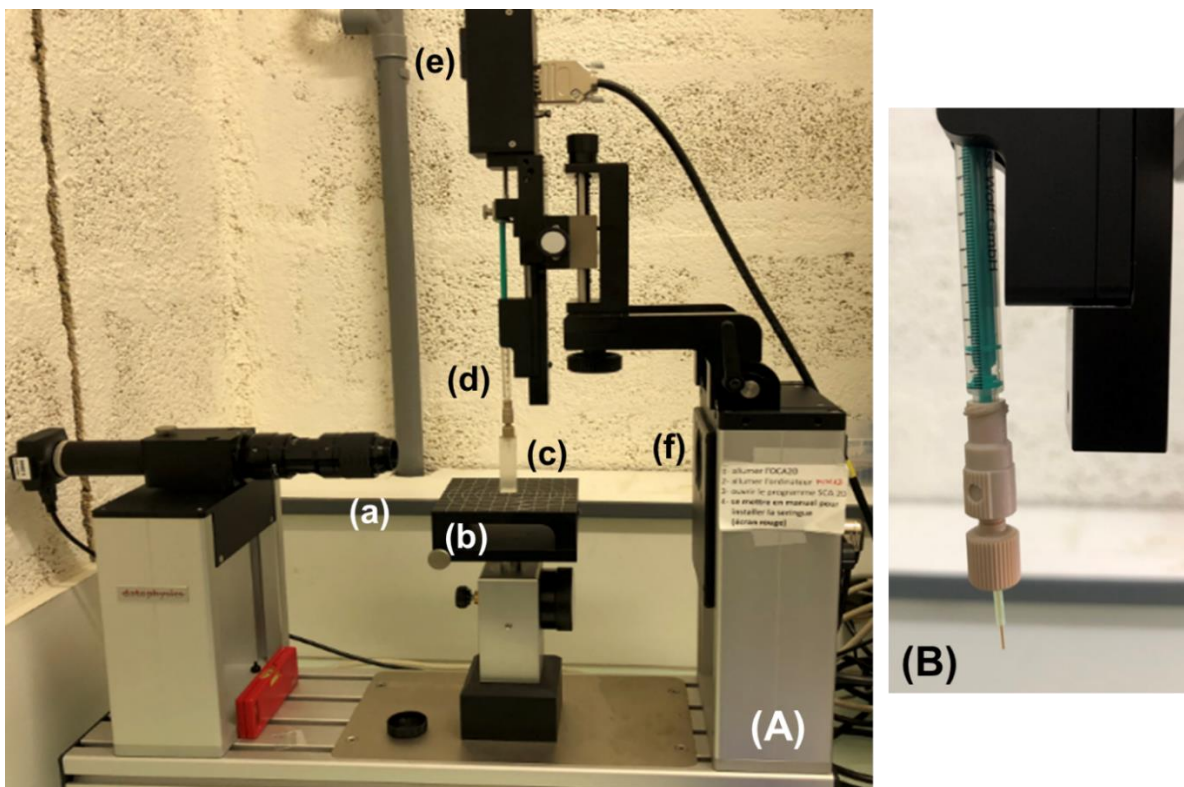 (e)
(d)
(c)
(f)
(a)
(b)
1- allumer l'OCA20
2- allumer l'ordinateur
3- ouvrir le programme SCA 20
4- se mettre en manuel pour
installer la seringue
(écran rouge)
dataphysics
(A)
GmbH
(B)